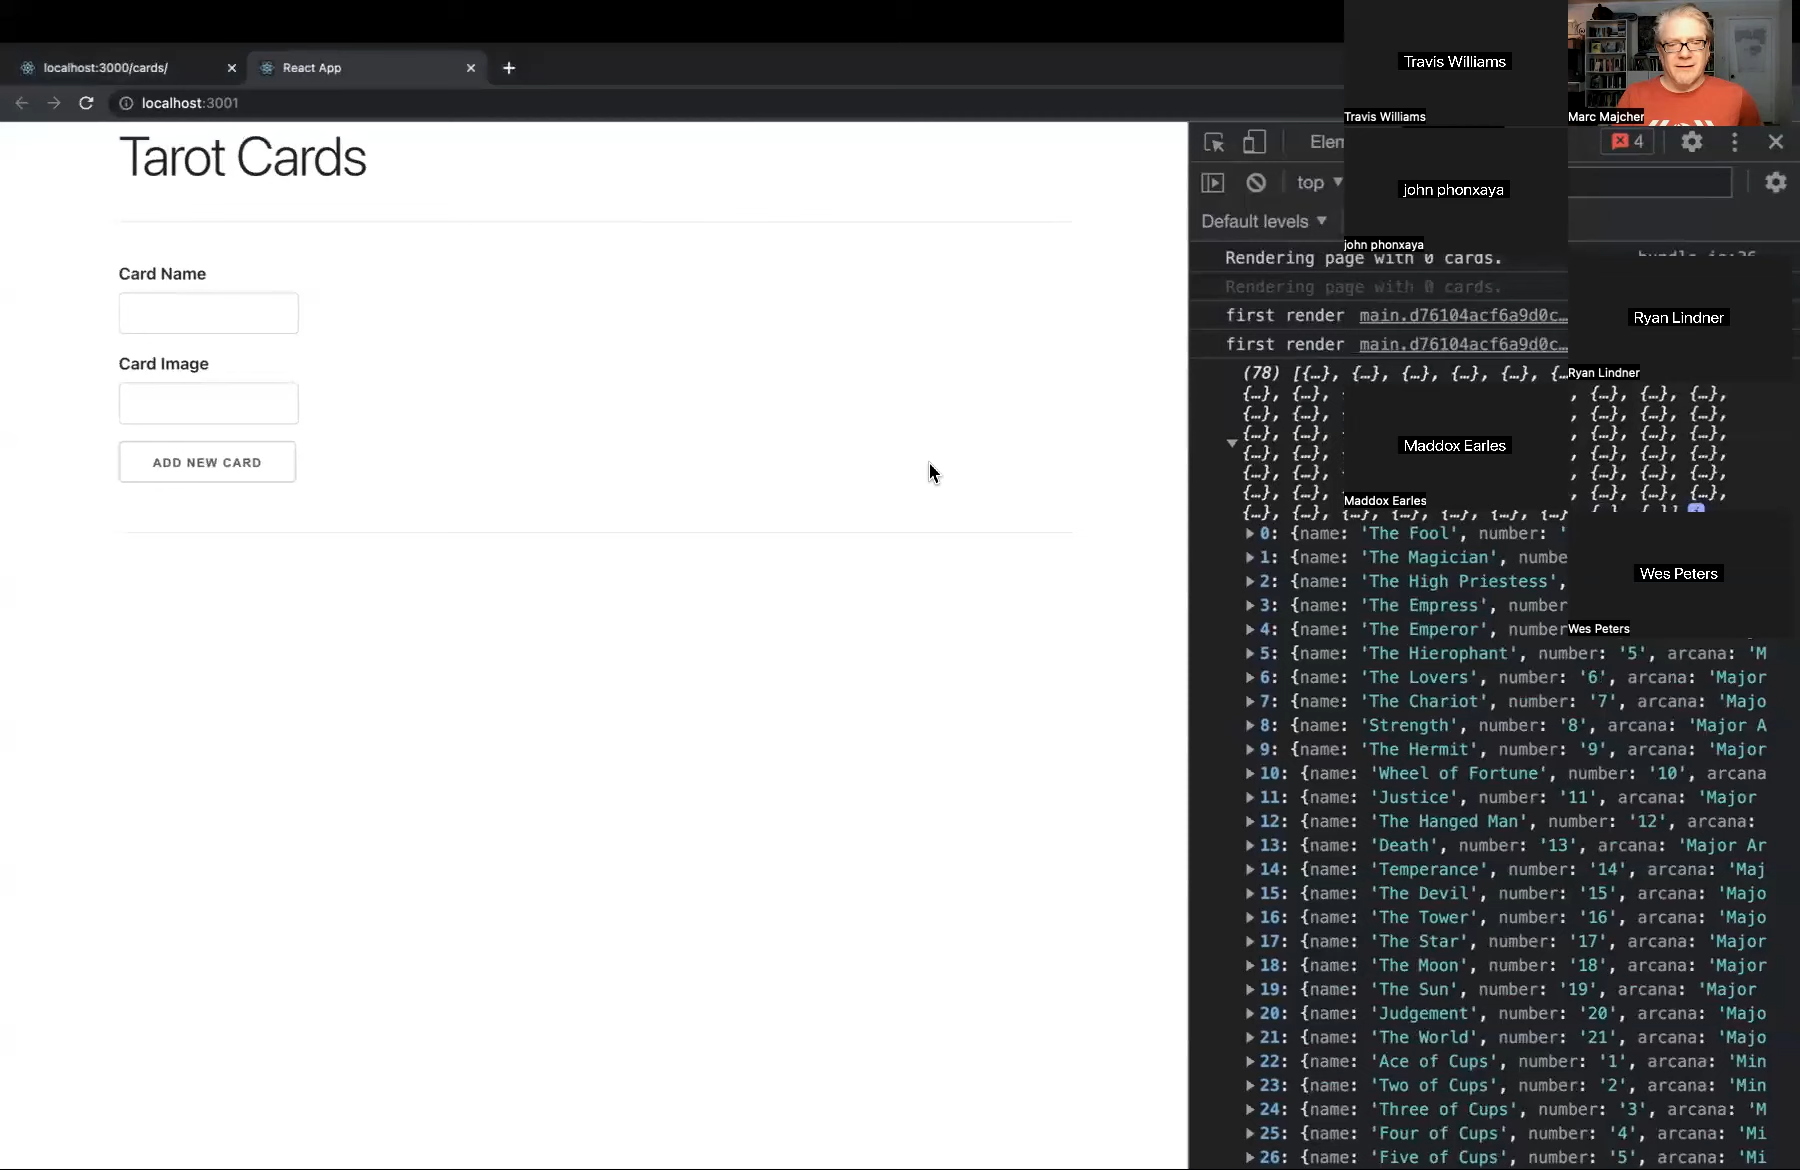 localhost:3000/cards/
React App
localhost:3001
Tarot Cards
Card Name
Card Image
ADD NEW CARD
Travis Williams
Travis Williams
Marc Majcher
john phonxaya
john phonxaya
Ryan Lindner
Ryan Lindner
Maddox Earles
Maddox Earles
Wes Peters
Wes Peters
Elem
4
top
Default levels
Rendering page with 0 cards.
Rendering page with 0 cards.
first render main.d76104acf6a9d0c…
first render main.d76104acf6a9d0c…
(78) [{…}, {…}, {…}, {…}, {…}, {…
{…}, {…}, , {…}, {…}, {…},
{…}, {…}, , {…}, {…}, {…},
{…}, {…}, , {…}, {…}, {…},
{…}, {…}, , {…}, {…}, {…},
{…}, {…}, , {…}, {…}, {…},
{…}, {…}, , {…}, {…}, {…},
{…}, {…}, {…}, {…}, {…}, {…}, {…}, {…}, {…}]
0: {name: 'The Fool', number: '
1: {name: 'The Magician', numbe
2: {name: 'The High Priestess',
3: {name: 'The Empress', number
4: {name: 'The Emperor', number
5: {name: 'The Hierophant', number: '5', arcana: 'M
6: {name: 'The Lovers', number: '6', arcana: 'Major
7: {name: 'The Chariot', number: '7', arcana: 'Majo
8: {name: 'Strength', number: '8', arcana: 'Major A
9: {name: 'The Hermit', number: '9', arcana: 'Major
10: {name: 'Wheel of Fortune', number: '10', arcana
11: {name: 'Justice', number: '11', arcana: 'Major
12: {name: 'The Hanged Man', number: '12', arcana:
13: {name: 'Death', number: '13', arcana: 'Major Ar
14: {name: 'Temperance', number: '14', arcana: 'Maj
15: {name: 'The Devil', number: '15', arcana: 'Majo
16: {name: 'The Tower', number: '16', arcana: 'Majo
17: {name: 'The Star', number: '17', arcana: 'Major
18: {name: 'The Moon', number: '18', arcana: 'Major
19: {name: 'The Sun', number: '19', arcana: 'Major
20: {name: 'Judgement', number: '20', arcana: 'Majo
21: {name: 'The World', number: '21', arcana: 'Majo
22: {name: 'Ace of Cups', number: '1', arcana: 'Min
23: {name: 'Two of Cups', number: '2', arcana: 'Min
24: {name: 'Three of Cups', number: '3', arcana: 'M
25: {name: 'Four of Cups', number: '4', arcana: 'Mi
26: {name: 'Five of Cups', number: '5', arcana: 'Mi